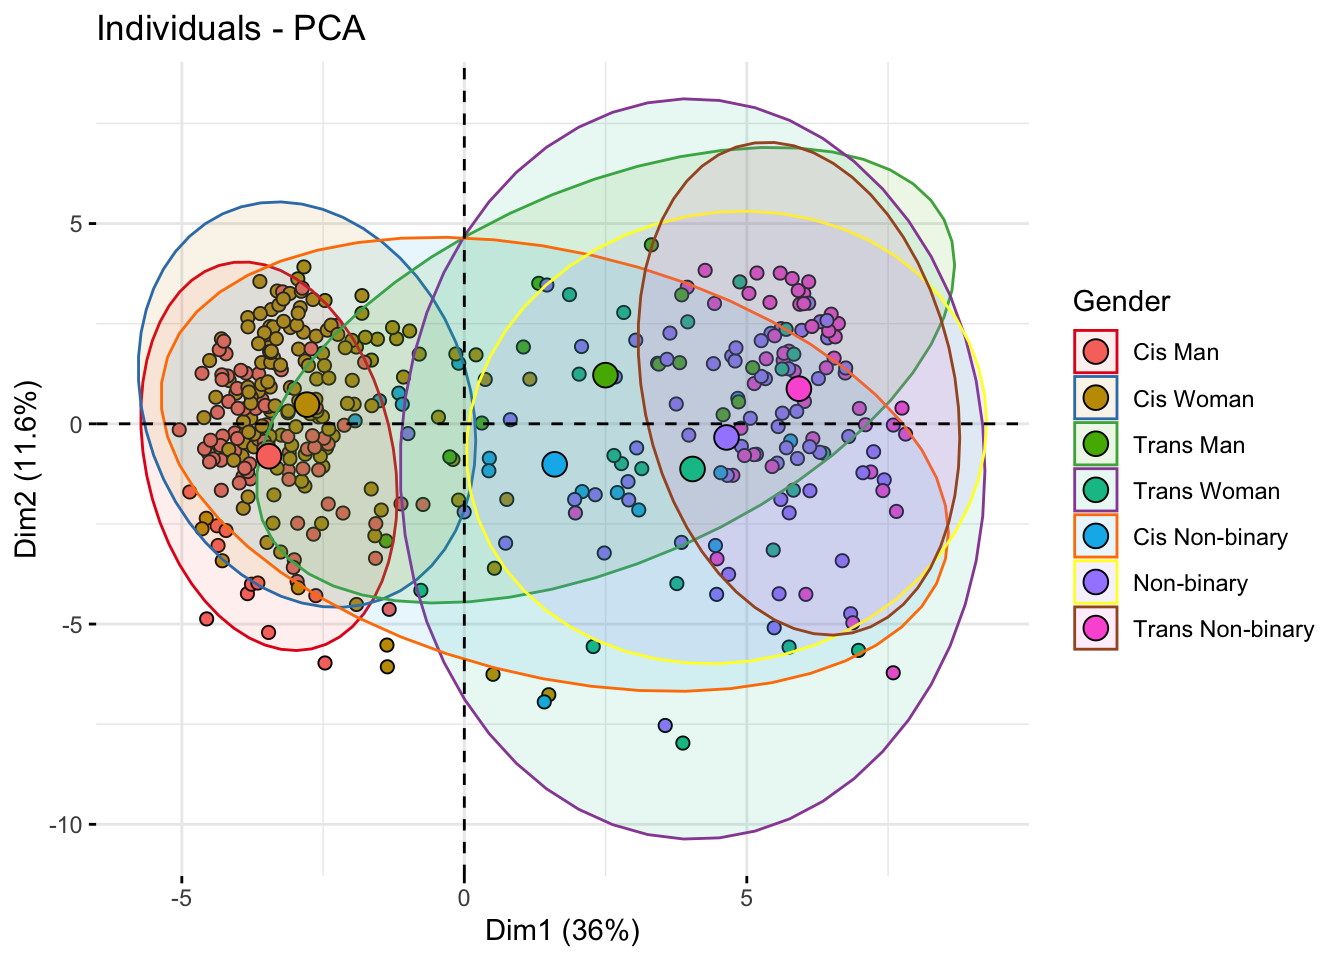 Individuals - PCA
Dim2 (11.6%)
5
0
-5
-10
-5
0
5
Dim1 (36%)
Gender
Cis Man
Cis Woman
Trans Man
Trans Woman
Cis Non-binary
Non-binary
Trans Non-binary